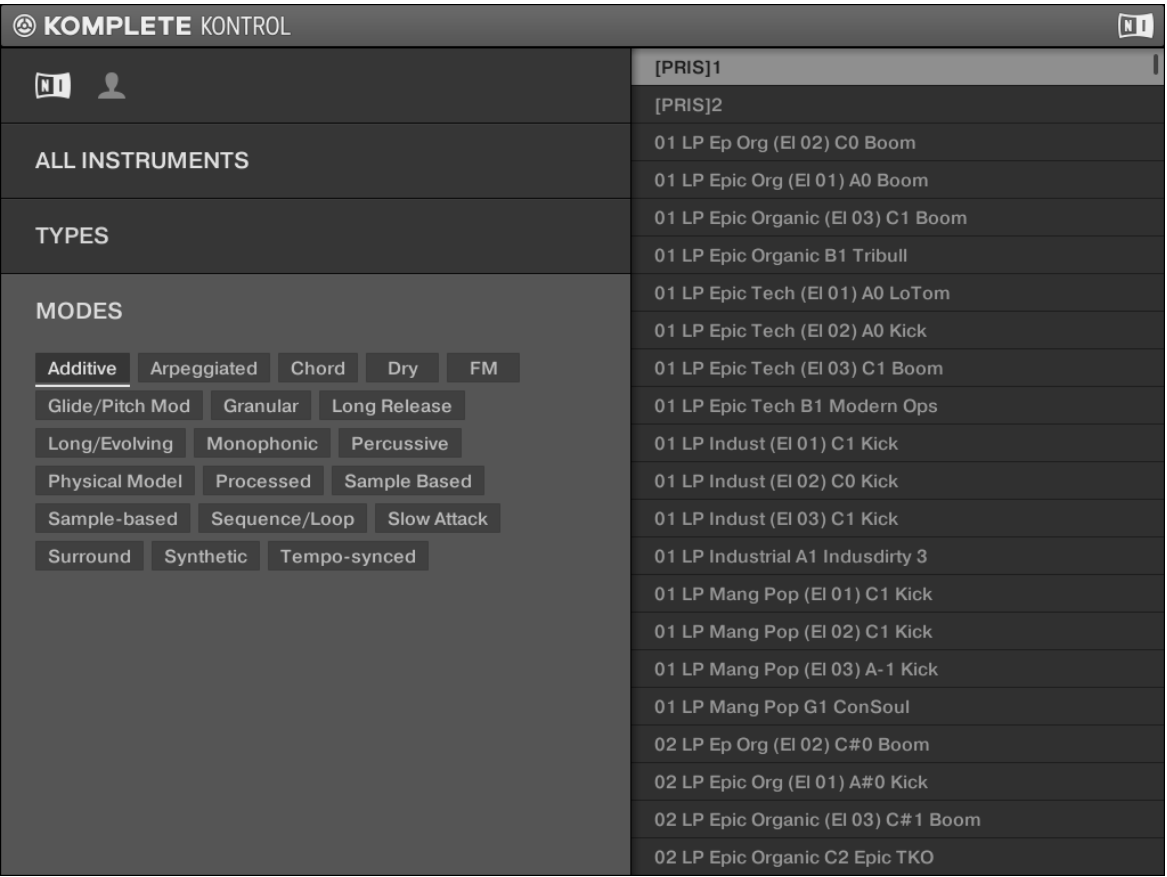 KOMPLETE KONTROL
NI
NI
ALL INSTRUMENTS
TYPES
MODES
Additive Arpeggiated Chord Dry FM
Glide/Pitch Mod Granular Long Release
Long/Evolving Monophonic Percussive
Physical Model Processed Sample Based
Sample-based Sequence/Loop Slow Attack
Surround Synthetic Tempo-synced
[PRIS]1
[PRIS]2
01 LP Ep Org (El 02) C0 Boom
01 LP Epic Org (El 01) A0 Boom
01 LP Epic Organic (El 03) C1 Boom
01 LP Epic Organic B1 Tribull
01 LP Epic Tech (El 01) A0 LoTom
01 LP Epic Tech (El 02) A0 Kick
01 LP Epic Tech (El 03) C1 Boom
01 LP Epic Tech B1 Modern Ops
01 LP Indust (El 01) C1 Kick
01 LP Indust (El 02) C0 Kick
01 LP Indust (El 03) C1 Kick
01 LP Industrial A1 Indusdirty 3
01 LP Mang Pop (El 01) C1 Kick
01 LP Mang Pop (El 02) C1 Kick
01 LP Mang Pop (El 03) A-1 Kick
01 LP Mang Pop G1 ConSoul
02 LP Ep Org (El 02) C#0 Boom
02 LP Epic Org (El 01) A#0 Kick
02 LP Epic Organic (El 03) C#1 Boom
02 LP Epic Organic C2 Epic TKO